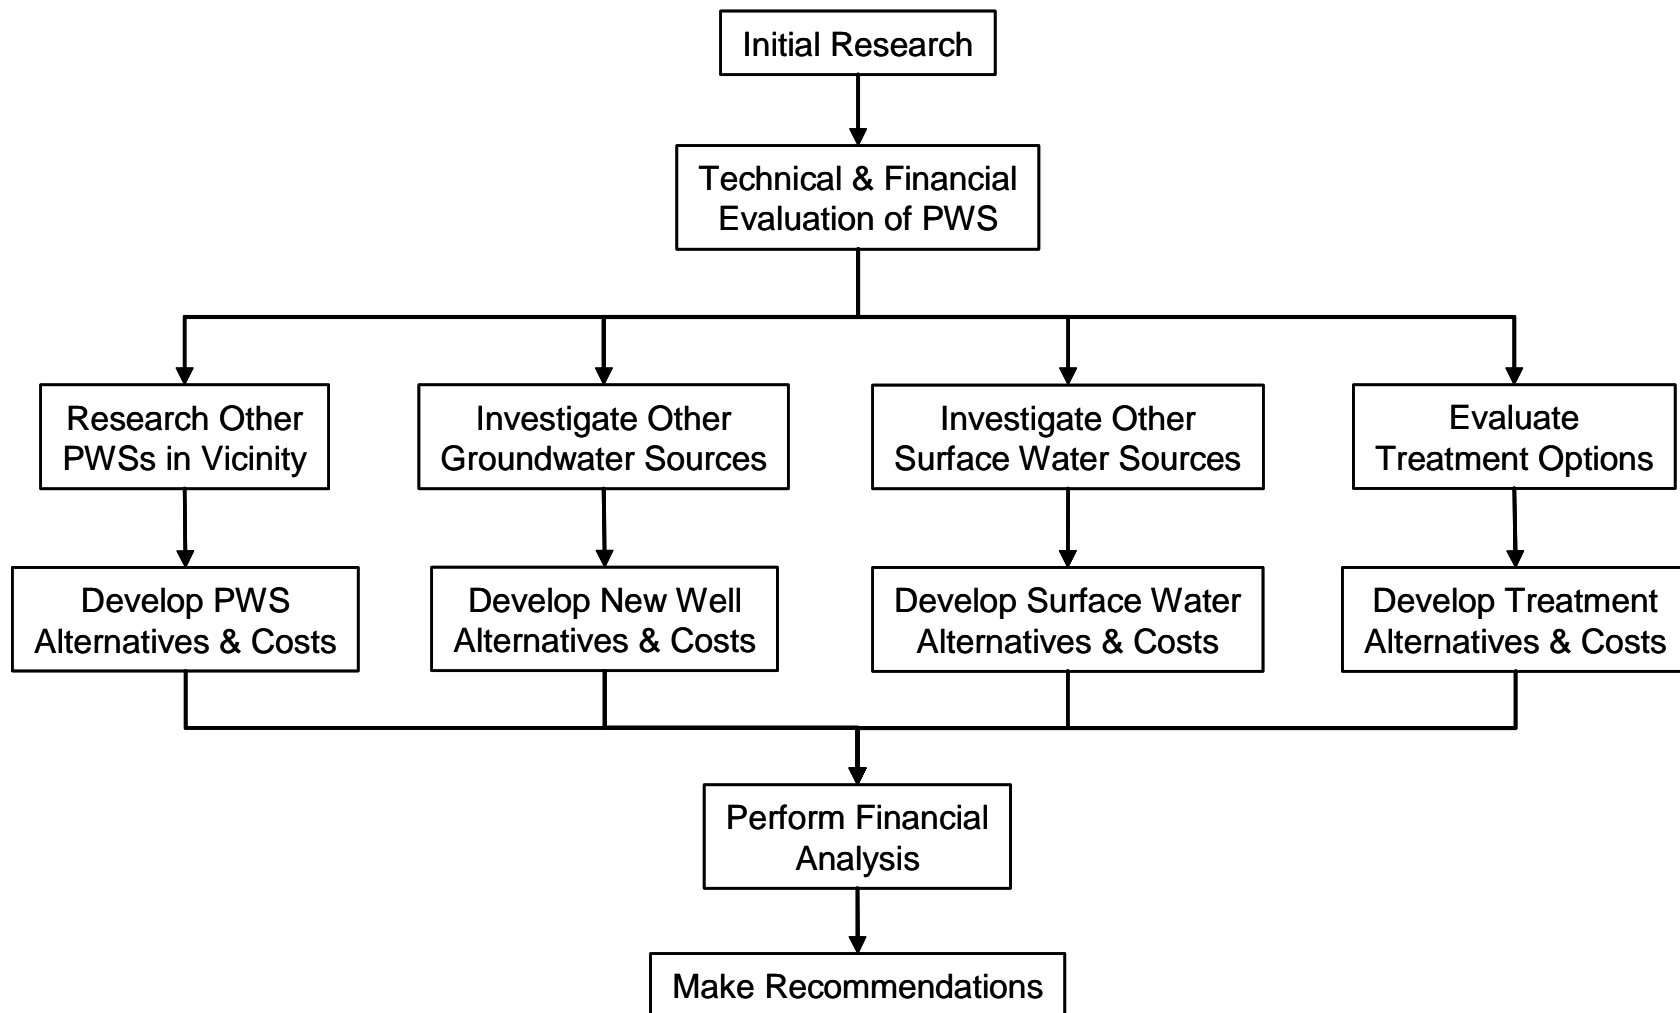 Initial Research
Technical & Financial
Evaluation of PWS
Research Other
PWSs in Vicinity
Investigate Other
Groundwater Sources
Investigate Other
Surface Water Sources
Evaluate
Treatment Options
Develop PWS
Alternatives & Costs
Develop New Well
Alternatives & Costs
Develop Surface Water
Alternatives & Costs
Develop Treatment
Alternatives & Costs
Perform Financial
Analysis
Make Recommendations